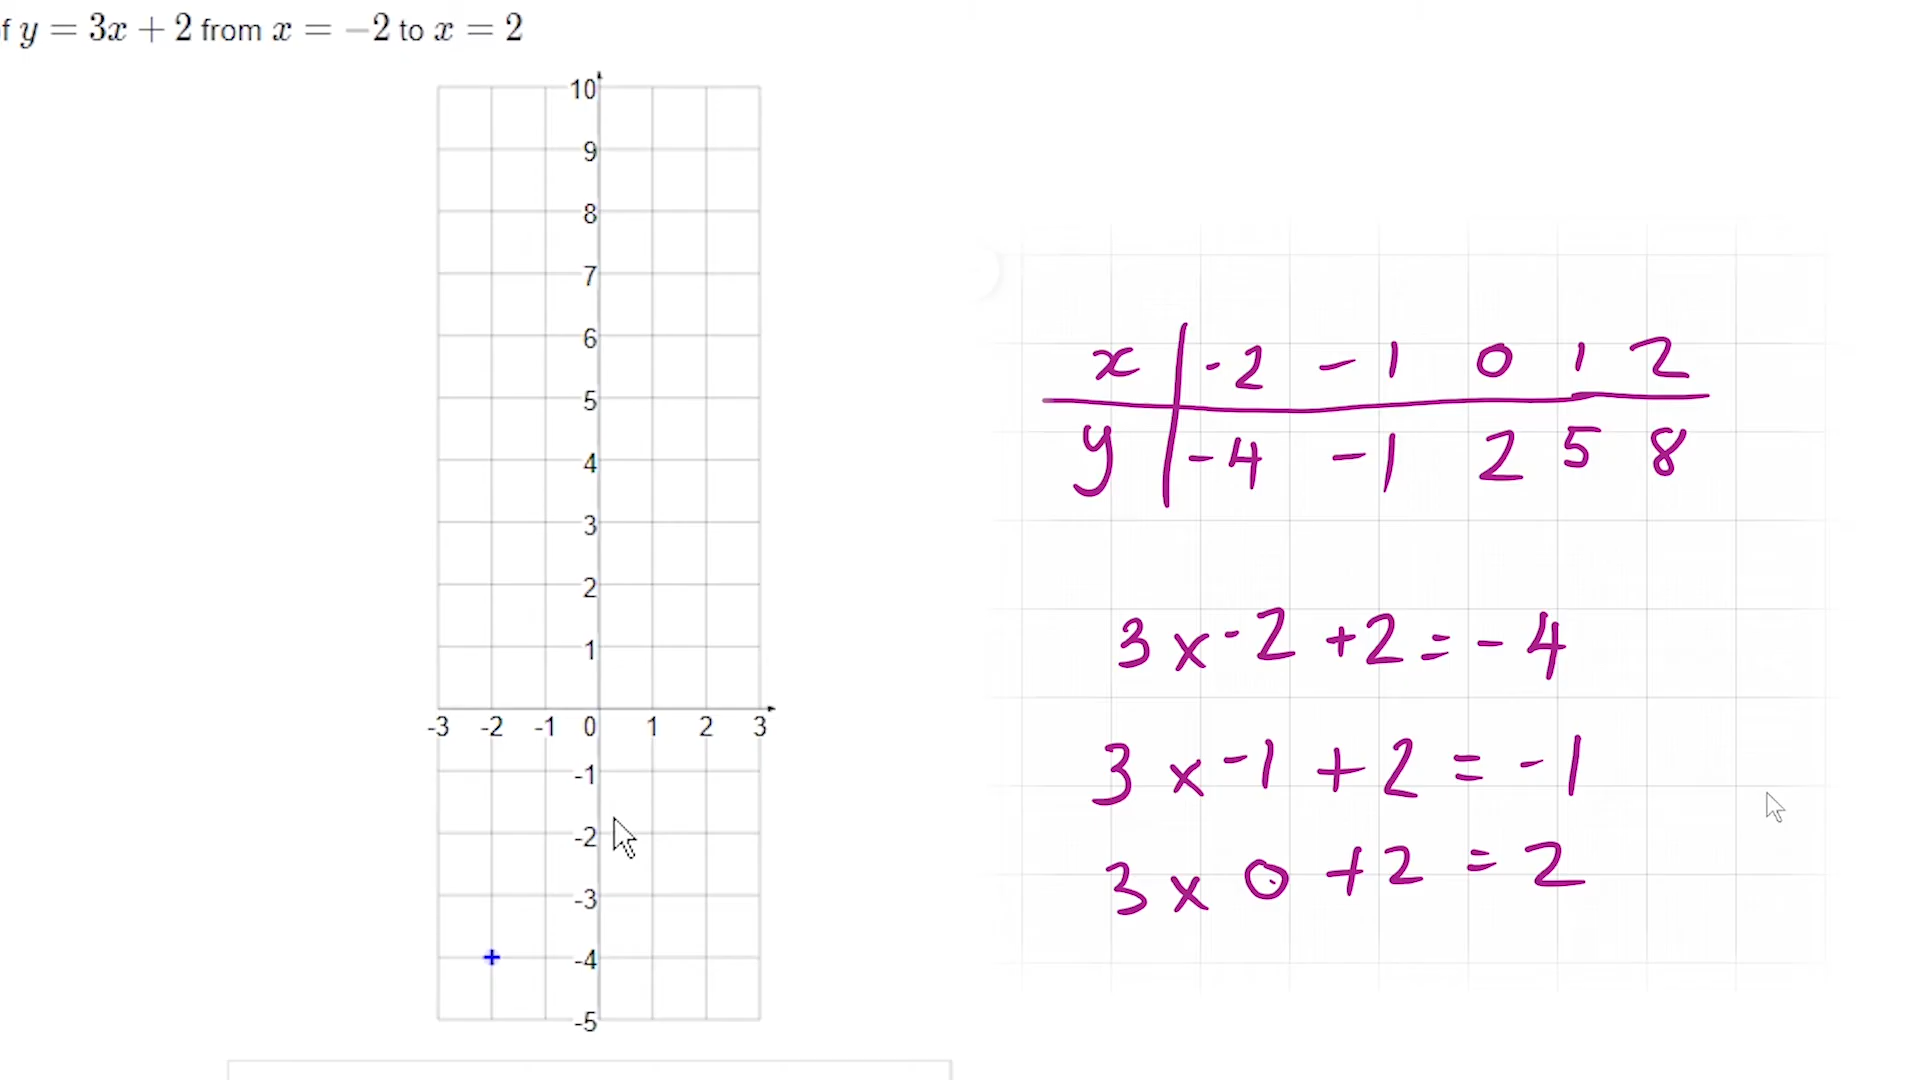 f y = 3x + 2 from x = −2 to x = 2
10
9
8
7
6
5
4
3
2
1
-3 -2 -1 0 1 2 3
-1
-2
-3
-4
-5
x -2 -1 0 1 2
y -4 -1 2 5 8
3 x -2 +2 = -4
3 x -1 + 2 = -1
3 x 0 +2 = 2